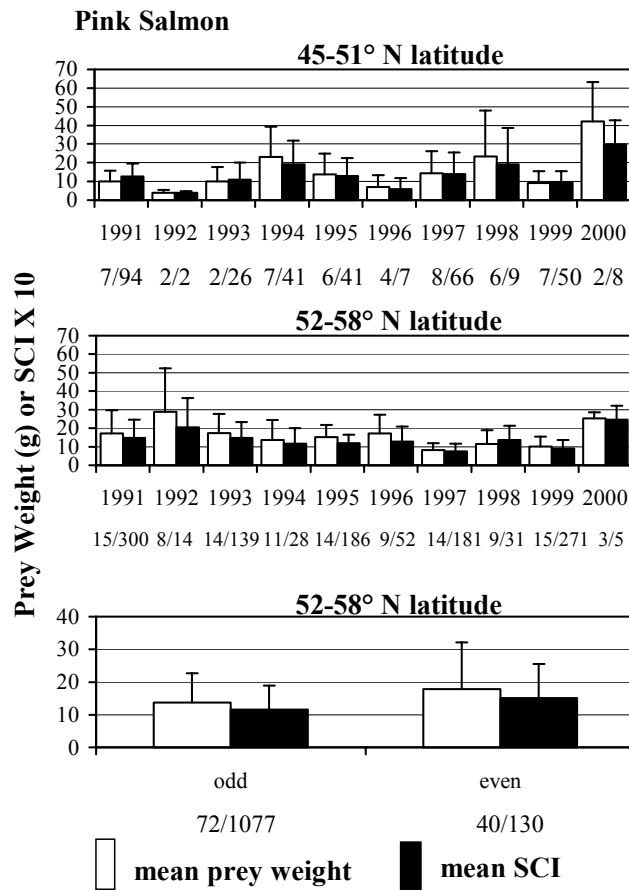 Pink Salmon
45-51° N latitude
70
60
50
40
30
20
10
0
1991 1992 1993 1994 1995 1996 1997 1998 1999 2000
7/94 2/2 2/26 7/41 6/41 4/7 8/66 6/9 7/50 2/8
52-58° N latitude
70
60
50
40
30
20
10
0
1991 1992 1993 1994 1995 1996 1997 1998 1999 2000
15/300 8/14 14/139 11/28 14/186 9/52 14/181 9/31 15/271 3/5
Prey Weight (g) or SCI X 10
52-58° N latitude
40
30
20
10
0
odd even
72/1077 40/130
mean prey weight mean SCI